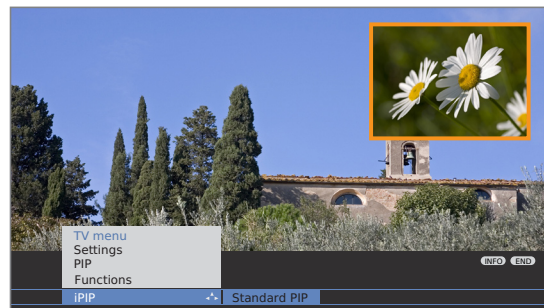 TV menu
Settings
PIP
Functions
INFO END
iPIP Standard PIP